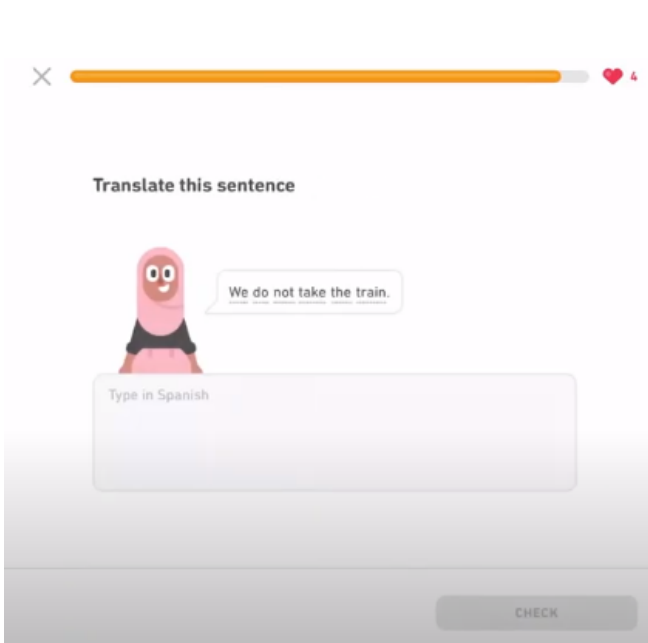 4
Translate this sentence
We do not take the train.
Type in Spanish
CHECK